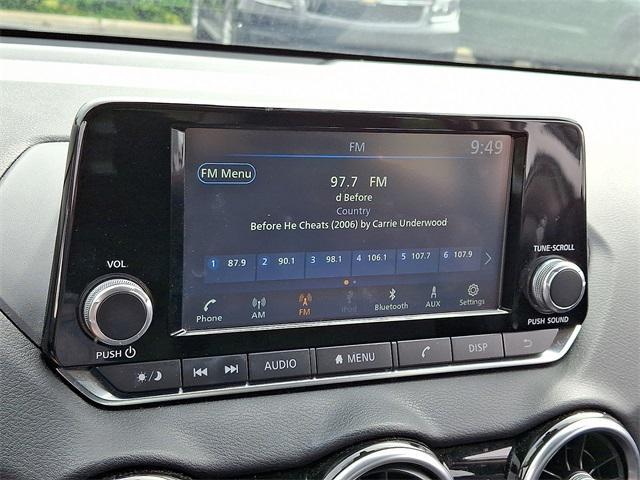 FM 9:49
FM Menu
97.7 FM
d Before
Country
Before He Cheats (2006) by Carrie Underwood
1 87.9 2 90.1 3 98.1 4 106.1 5 107.7 6 107.9
Phone AM FM iPod Bluetooth AUX Settings
VOL
PUSH
TUNE·SCROLL
PUSH SOUND
AUDIO MENU DISP